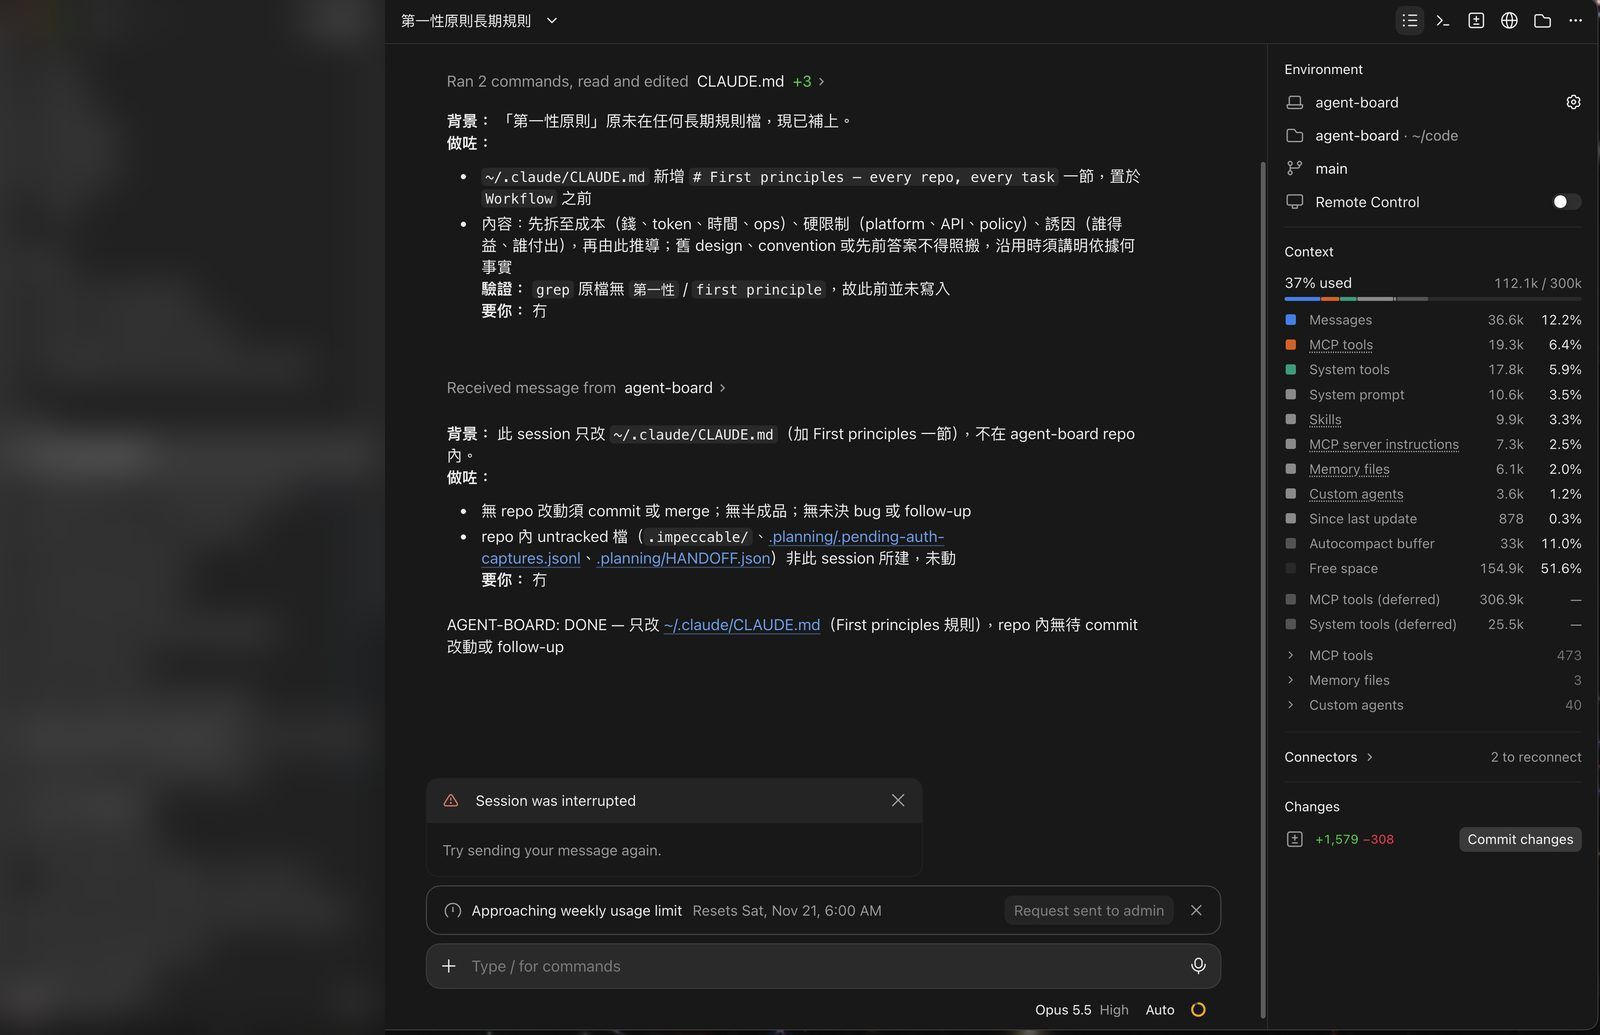 第一性原則長期規則
Ran 2 commands, read and edited CLAUDE.md +3
背景：「第一性原則」原未在任何長期規則檔，現已補上。
做咗：
~/.claude/CLAUDE.md 新增 # First principles — every repo, every task 一節，置於
Workflow 之前
內容：先拆至成本（錢、token、時間、ops）、硬限制（platform、API、policy）、誘因（誰得
益、誰付出），再由此推導；舊 design、convention 或先前答案不得照搬，沿用時須講明依據何
事實
驗證： grep 原檔無 第一性 / first principle，故此前並未寫入
要你：冇
Received message from agent-board
背景：此 session 只改 ~/.claude/CLAUDE.md（加 First principles 一節），不在 agent-board repo
內。
做咗：
無 repo 改動須 commit 或 merge；無半成品；無未決 bug 或 follow-up
repo 內 untracked 檔（.impeccable/、.planning/.pending-auth-
captures.jsonl、.planning/HANDOFF.json）非此 session 所建，未動
要你：冇
AGENT-BOARD: DONE — 只改 ~/.claude/CLAUDE.md（First principles 規則），repo 內無待 commit
改動或 follow-up
Session was interrupted
Try sending your message again.
Approaching weekly usage limit Resets Sat, Nov 21, 6:00 AM Request sent to admin
Type / for commands
Opus 5.5 High Auto
Environment
agent-board
agent-board · ~/code
main
Remote Control
Context
37% used 112.1k / 300k
Messages 36.6k 12.2%
MCP tools 19.3k 6.4%
System tools 17.8k 5.9%
System prompt 10.6k 3.5%
Skills 9.9k 3.3%
MCP server instructions 7.3k 2.5%
Memory files 6.1k 2.0%
Custom agents 3.6k 1.2%
Since last update 878 0.3%
Autocompact buffer 33k 11.0%
Free space 154.9k 51.6%
MCP tools (deferred) 306.9k —
System tools (deferred) 25.5k —
MCP tools 473
Memory files 3
Custom agents 40
Connectors 2 to reconnect
Changes
+1,579 −308 Commit changes